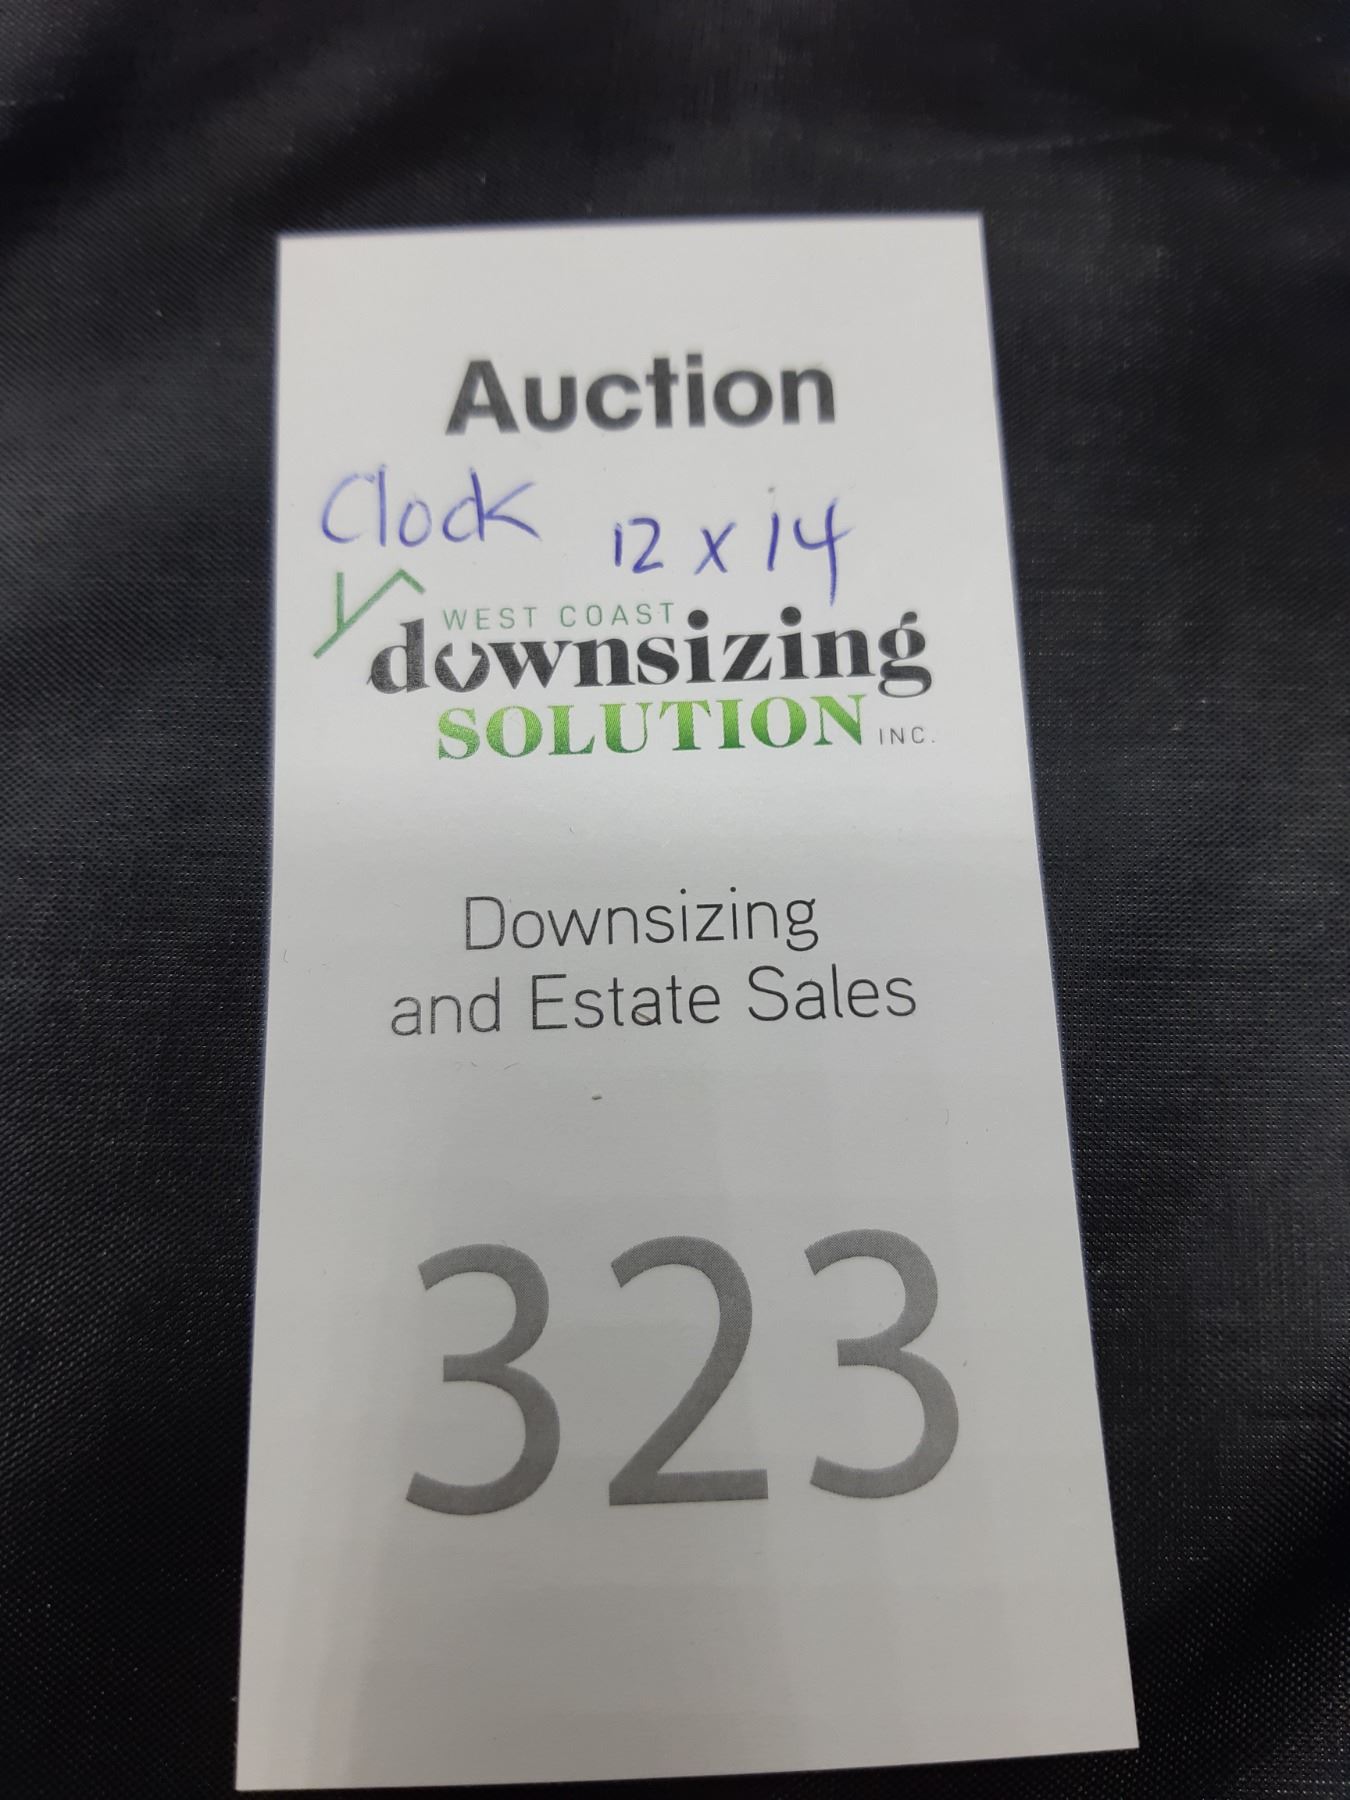 Auction
Clock 12 x 14
WEST COAST
downsizing
SOLUTION INC.
Downsizing
and Estate Sales
323